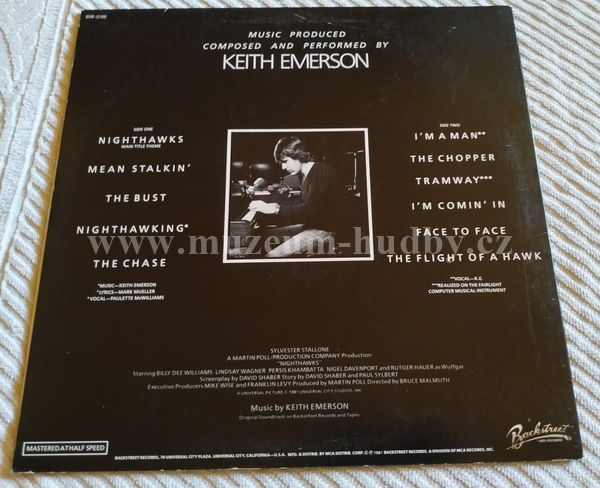 BSR-5196
MUSIC PRODUCED
COMPOSED AND PERFORMED BY
KEITH EMERSON
SIDE ONE
NIGHTHAWKS
MAIN TITLE THEME
MEAN STALKIN'
THE BUST
NIGHTHAWKING*
THE CHASE
*MUSIC—KEITH EMERSON
*LYRICS—MARK MUELLER
*VOCAL—PAULETTE McWILLIAMS
SIDE TWO
I'M A MAN**
THE CHOPPER
TRAMWAY***
I'M COMIN' IN
FACE TO FACE
THE FLIGHT OF A HAWK
**VOCAL—K.E.
***REALIZED ON THE FAIRLIGHT
COMPUTER MUSICAL INSTRUMENT
www.muzeum-hudby.cz
SYLVESTER STALLONE
A MARTIN POLL/PRODUCTION COMPANY Production
"NIGHTHAWKS"
Starring BILLY DEE WILLIAMS LINDSAY WAGNER PERSIS KHAMBATTA NIGEL DAVENPORT and RUTGER HAUER as Wulfgar
Screenplay by DAVID SHABER Story by DAVID SHABER and PAUL SYLBERT
Executive Producers MIKE WISE and FRANKLIN LEVY Produced by MARTIN POLL Directed by BRUCE MALMUTH
A UNIVERSAL PICTURE © 1981 UNIVERSAL CITY STUDIOS, INC
Music by KEITH EMERSON
Original Soundtrack on Backstreet Records and Tapes
MASTERED AT HALF SPEED
Backstreet
MCA RECORDS
BACKSTREET RECORDS, 70 UNIVERSAL CITY PLAZA, UNIVERSAL CITY, CALIFORNIA—U.S.A. MFD. & DISTRIB. BY MCA DISTRIB. CORP. © ℗ 1981 BACKSTREET RECORDS. A DIVISION OF MCA RECORDS, INC.